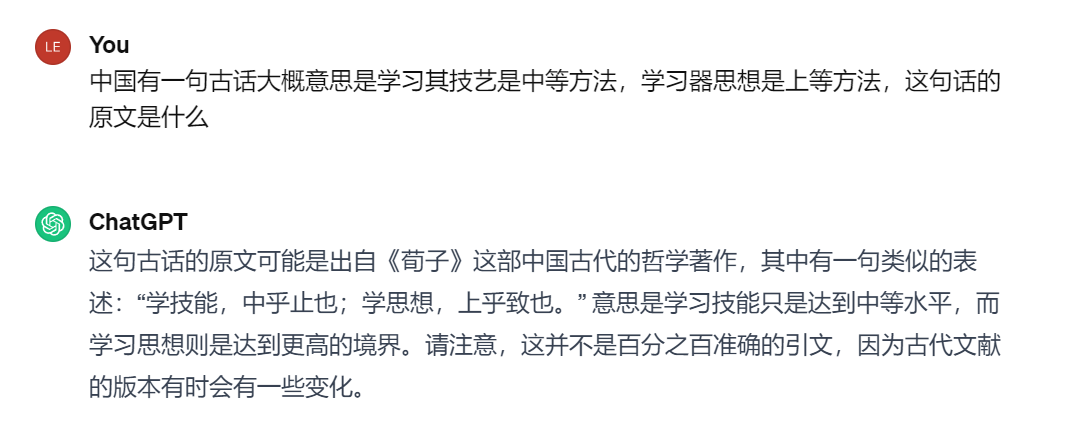 LE
You
中国有一句古话大概意思是学习其技艺是中等方法，学习器思想是上等方法，这句话的
原文是什么
ChatGPT
这句古话的原文可能是出自《荀子》这部中国古代的哲学著作，其中有一句类似的表
述：“学技能，中乎止也；学思想，上乎致也。” 意思是学习技能只是达到中等水平，而
学习思想则是达到更高的境界。请注意，这并不是百分之百准确的引文，因为古代文献
的版本有时会有一些变化。